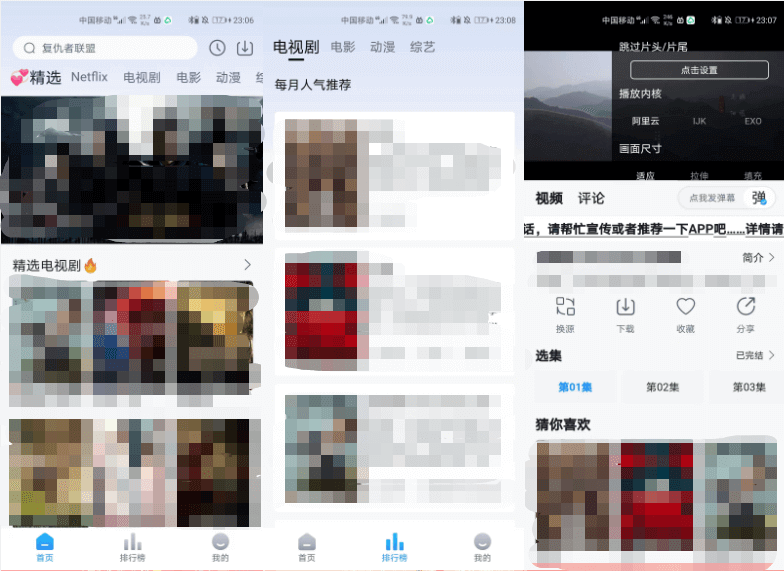 中国移动 23:06
复仇者联盟
精选 Netflix 电视剧 电影 动漫
精选电视剧
首页 排行榜 我的
中国移动 23:08
电视剧 电影 动漫 综艺
每月人气推荐
首页 排行榜 我的
中国移动 23:07
跳过片头/片尾
点击设置
播放内核
阿里云 IJK EXO
画面尺寸
适应 拉伸 填充
视频 评论 点我发弹幕 弹
话，请帮忙宣传或者推荐一下APP吧......详情请
简介
换源 下载 收藏 分享
选集 已完结
第01集 第02集 第03集
猜你喜欢